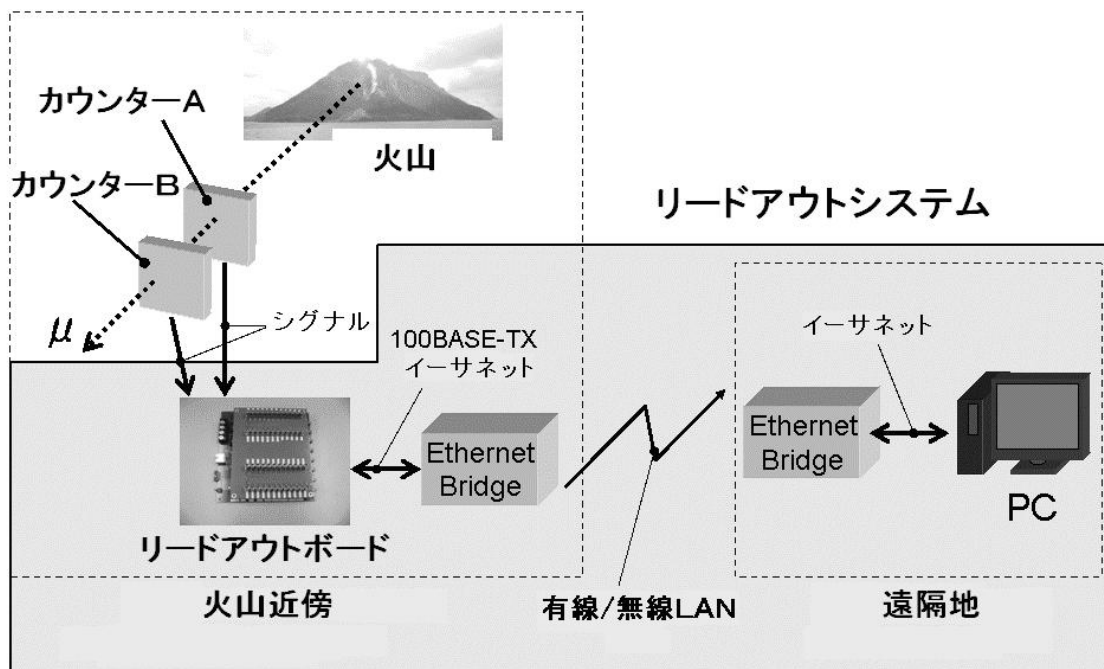 カウンターA
火山
カウンターB
リードアウトシステム
μ
シグナル
100BASE-TX
イーサネット
イーサネット
Ethernet
Bridge
Ethernet
Bridge
PC
リードアウトボード
火山近傍
有線/無線LAN
遠隔地